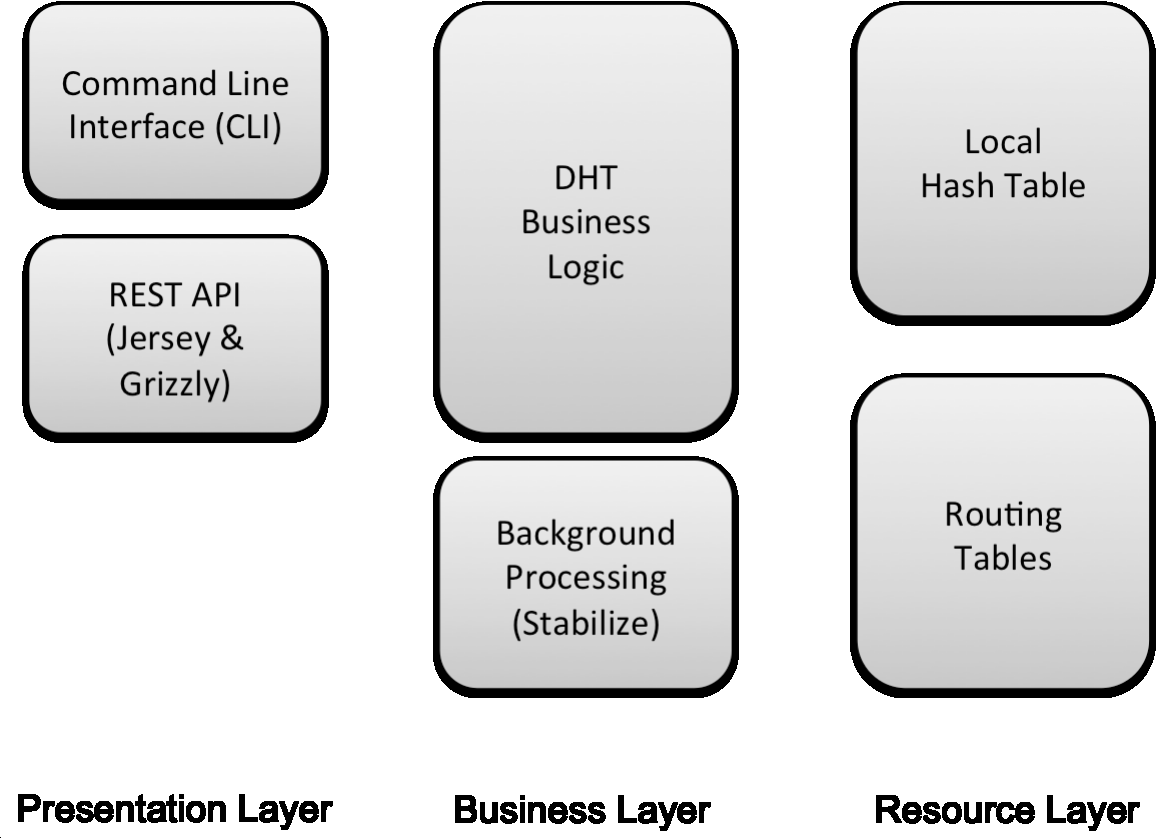 Command Line
Interface (CLI)
REST API
(Jersey &
Grizzly)
DHT
Business
Logic
Background
Processing
(Stabilize)
Local
Hash Table
Routing
Tables
Presentation Layer
Business Layer
Resource Layer